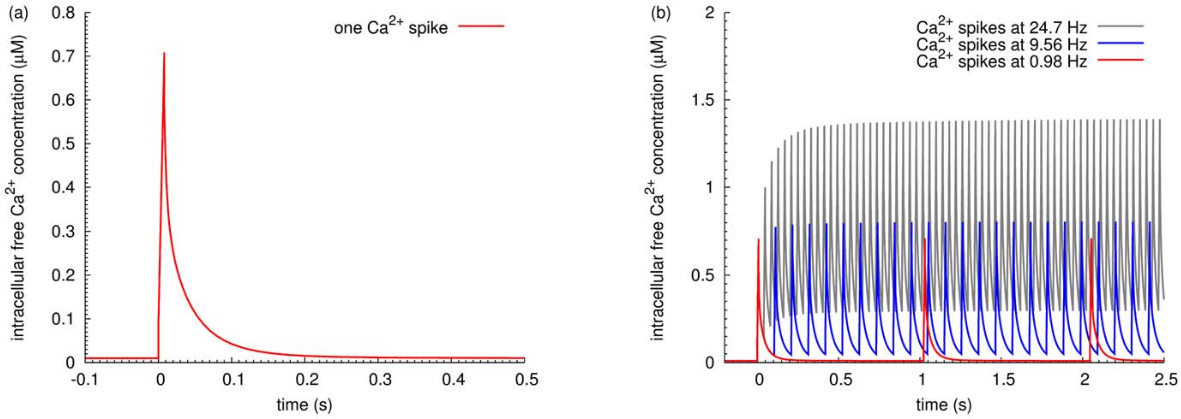 (a)
one Ca²⁺ spike
intracellular free Ca²⁺ concentration (µM)
0.8
0.7
0.6
0.5
0.4
0.3
0.2
0.1
0
-0.1 0 0.1 0.2 0.3 0.4 0.5
time (s)
(b)
Ca²⁺ spikes at 24.7 Hz
Ca²⁺ spikes at 9.56 Hz
Ca²⁺ spikes at 0.98 Hz
intracellular free Ca²⁺ concentration (µM)
2
1.5
1
0.5
0
0 0.5 1 1.5 2 2.5
time (s)